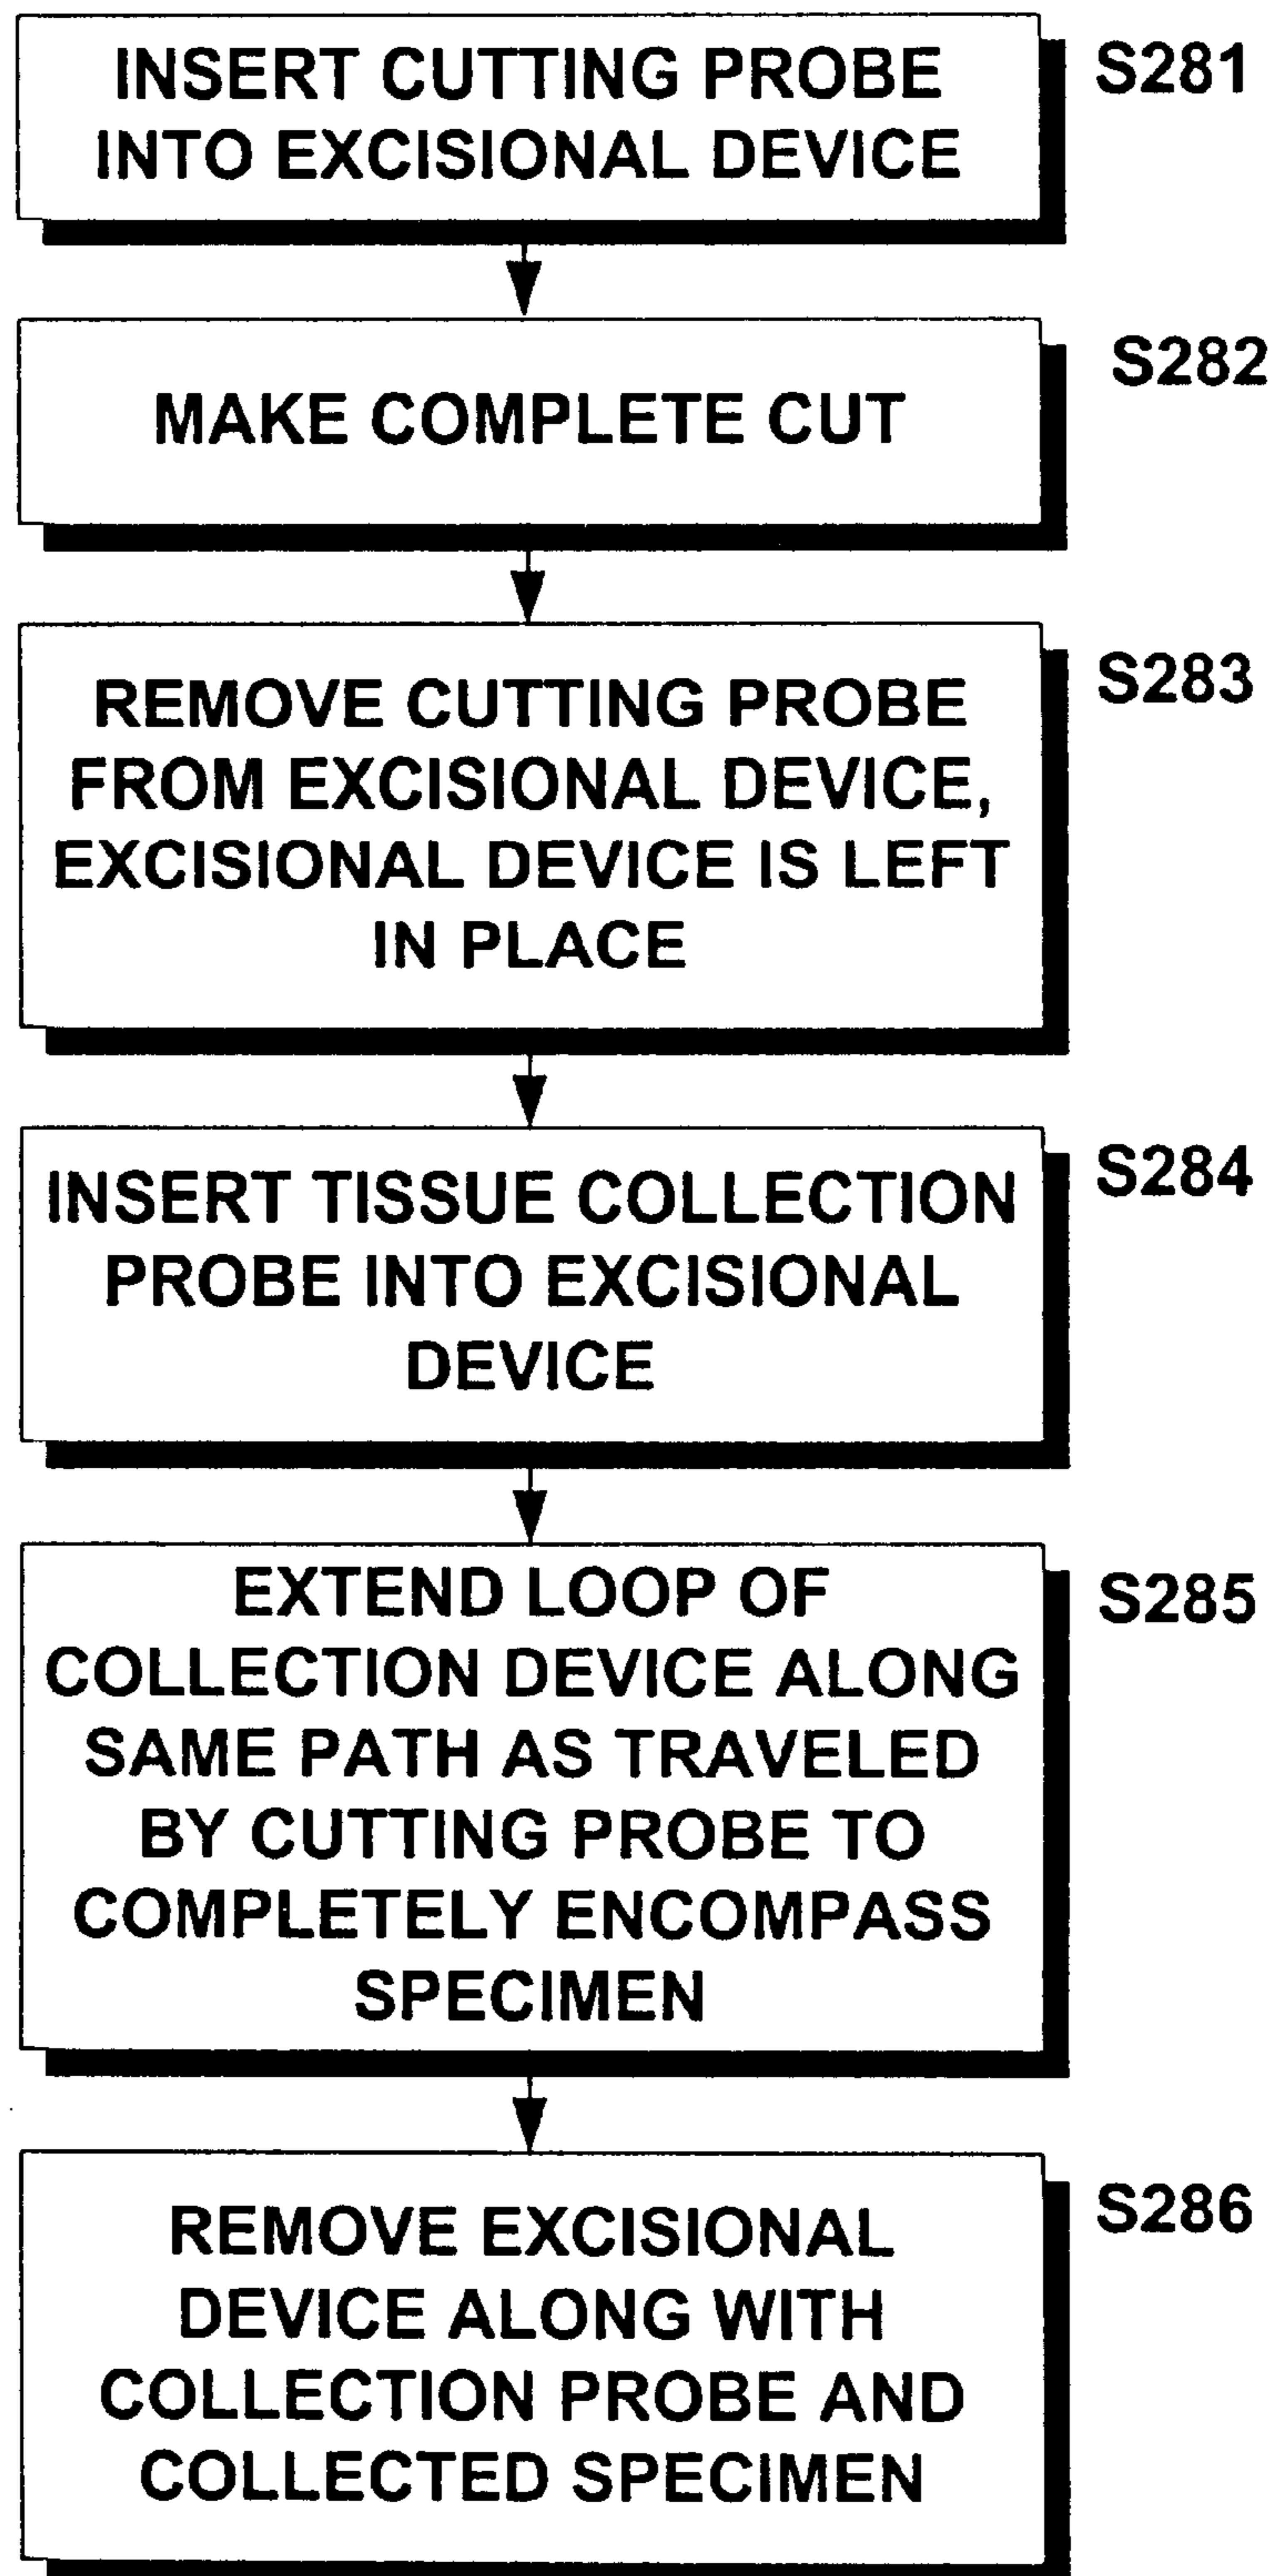 INSERT CUTTING PROBE
INTO EXCISIONAL DEVICE
S281
MAKE COMPLETE CUT
S282
REMOVE CUTTING PROBE
FROM EXCISIONAL DEVICE,
EXCISIONAL DEVICE IS LEFT
IN PLACE
S283
INSERT TISSUE COLLECTION
PROBE INTO EXCISIONAL
DEVICE
S284
EXTEND LOOP OF
COLLECTION DEVICE ALONG
SAME PATH AS TRAVELED
BY CUTTING PROBE TO
COMPLETELY ENCOMPASS
SPECIMEN
S285
REMOVE EXCISIONAL
DEVICE ALONG WITH
COLLECTION PROBE AND
COLLECTED SPECIMEN
S286